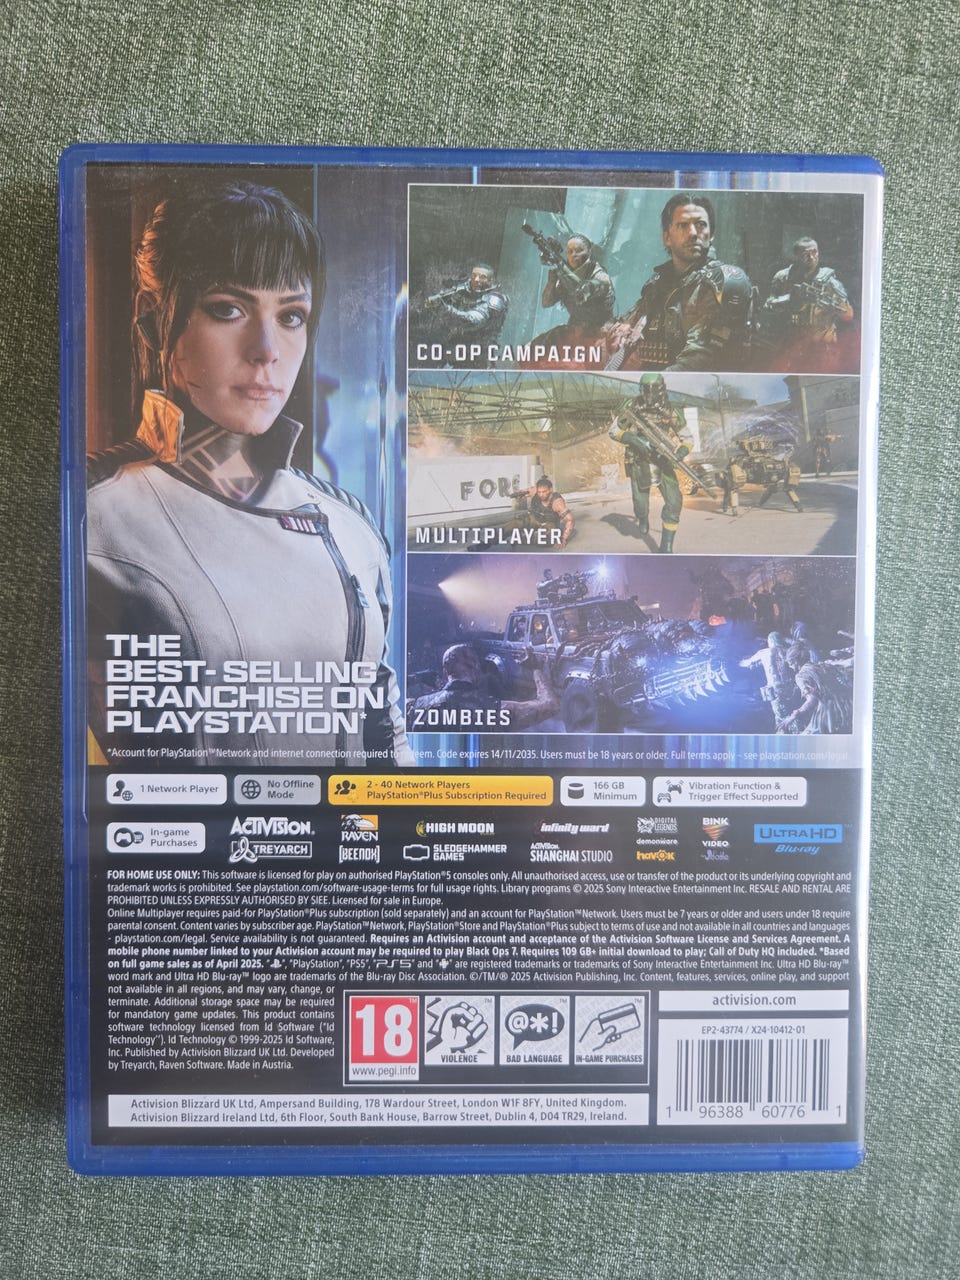 CO-OP CAMPAIGN
FOR
MULTIPLAYER
ZOMBIES
THE
BEST-SELLING
FRANCHISE ON
PLAYSTATION*
*Account for PlayStation™Network and internet connection required to redeem. Code expires 14/11/2035. Users must be 18 years or older. Full terms apply – see playstation.com/legal.
1 Network Player
No Offline
Mode
2 - 40 Network Players
PlayStation®Plus Subscription Required
166 GB
Minimum
Vibration Function &
Trigger Effect Supported
In-game
Purchases
ACTIVISION.
TREYARCH
RAVEN
[BEENOX]
HIGH MOON
SLEDGEHAMMER
GAMES
infinity ward
ACTIVISION
SHANGHAI STUDIO
DIGITAL
LEGENDS
demonware
havok
BINK
VIDEO
ULTRA HD
Blu-ray
FOR HOME USE ONLY: This software is licensed for play on authorised PlayStation®5 consoles only. All unauthorised access, use or transfer of the product or its underlying copyright and
trademark works is prohibited. See playstation.com/software-usage-terms for full usage rights. Library programs © 2025 Sony Interactive Entertainment Inc. RESALE AND RENTAL ARE
PROHIBITED UNLESS EXPRESSLY AUTHORISED BY SIEE. Licensed for sale in Europe.
Online Multiplayer requires paid-for PlayStation®Plus subscription (sold separately) and an account for PlayStation™Network. Users must be 7 years or older and users under 18 require
parental consent. Content varies by subscriber age. PlayStation™Network, PlayStation®Store and PlayStation®Plus subject to terms of use and not available in all countries and languages
- playstation.com/legal. Service availability is not guaranteed. Requires an Activision account and acceptance of the Activision Software License and Services Agreement. A
mobile phone number linked to your Activision account may be required to play Black Ops 7. Requires 109 GB+ initial download to play; Call of Duty HQ included. *Based
on full game sales as of April 2025. "", "PlayStation", "PS5", "PS5" and "" are registered trademarks or trademarks of Sony Interactive Entertainment Inc. Ultra HD Blu-ray™
word mark and Ultra HD Blu-ray™ logo are trademarks of the Blu-ray Disc Association. ©/TM/® 2025 Activision Publishing, Inc. Content, features, services, online play, and support
not available in all regions, and may vary, change, or
terminate. Additional storage space may be required
for mandatory game updates. This product contains
software technology licensed from Id Software ("Id
Technology"). Id Technology © 1999-2025 Id Software,
Inc. Published by Activision Blizzard UK Ltd. Developed
by Treyarch, Raven Software. Made in Austria.
18
www.pegi.info
VIOLENCE
@*!
BAD LANGUAGE
IN-GAME PURCHASES
activision.com
EP2-43774 / X24-10412-01
1 96388 60776 1
Activision Blizzard UK Ltd, Ampersand Building, 178 Wardour Street, London W1F 8FY, United Kingdom.
Activision Blizzard Ireland Ltd, 6th Floor, South Bank House, Barrow Street, Dublin 4, D04 TR29, Ireland.